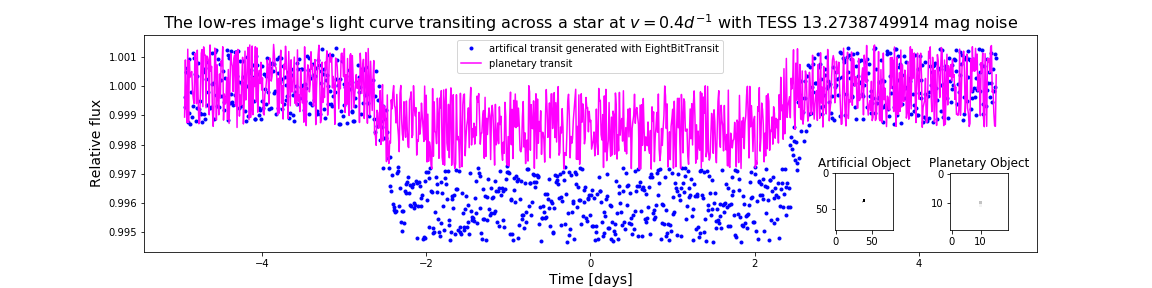 The low-res image's light curve transiting across a star at v = 0.4d⁻¹ with TESS 13.2738749914 mag noise
artifical transit generated with EightBitTransit
planetary transit
Relative flux
1.001
1.000
0.999
0.998
0.997
0.996
0.995
Artificial Object
0
50
0 50
Planetary Object
0
10
0 10
−4 −2 0 2 4
Time [days]